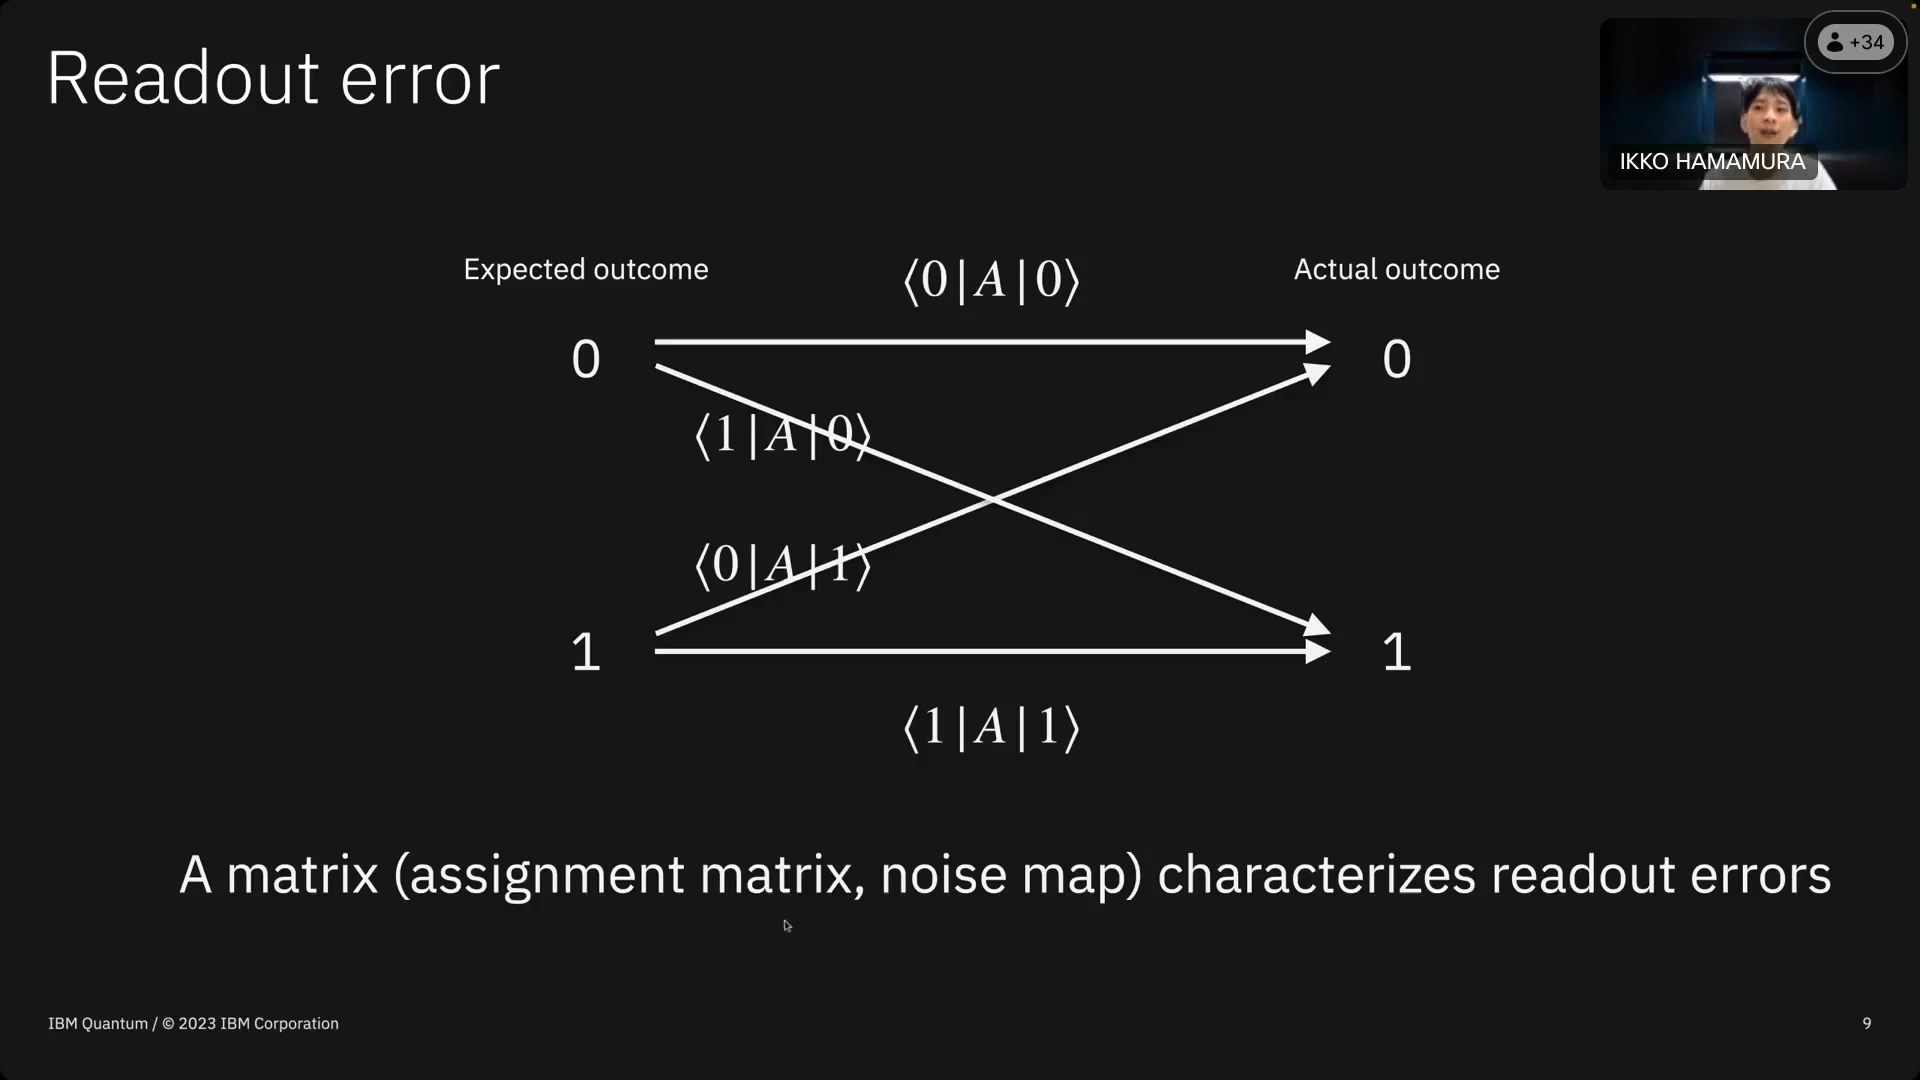 Readout error
+34
IKKO HAMAMURA
Expected outcome
⟨0|A|0⟩
Actual outcome
0
0
⟨1|A|0⟩
⟨0|A|1⟩
1
1
⟨1|A|1⟩
A matrix (assignment matrix, noise map) characterizes readout errors
IBM Quantum / © 2023 IBM Corporation
9